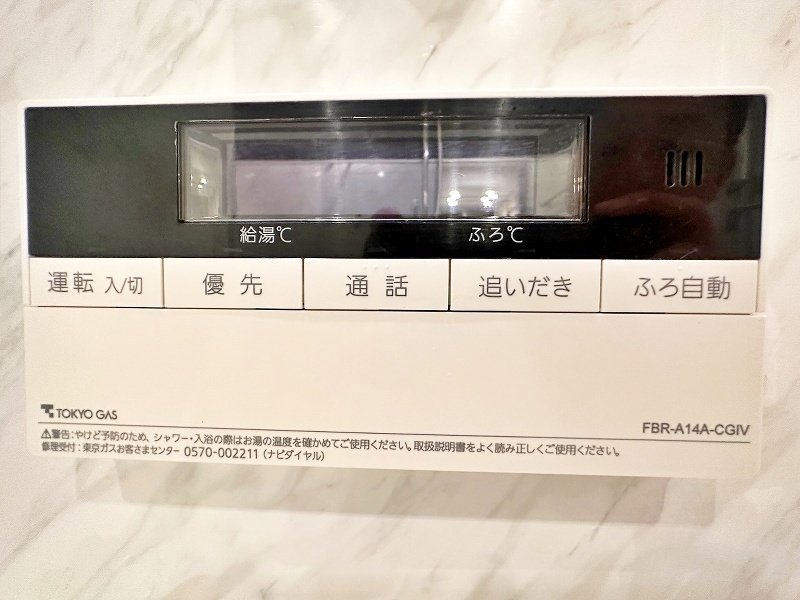 給湯℃ ふろ℃
運転 入/切 優先 通話 追いだき ふろ自動
TOKYO GAS
FBR-A14A-CGIV
⚠警告：やけど予防のため、シャワー・入浴の際はお湯の温度を確かめてご使用ください。取扱説明書をよく読み正しくご使用ください。
修理受付：東京ガスお客さまセンター 0570-002211（ナビダイヤル）